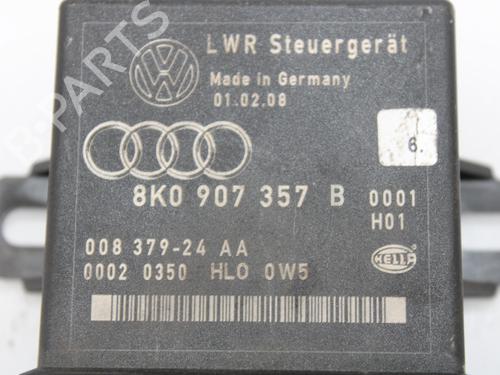 LWR Steuergerät
Made in Germany
01.02.08
6.
8K0 907 357 B 0001
H01
008 379-24 AA
0002 0350 HLO 0W5
HELLA
B-PARTS